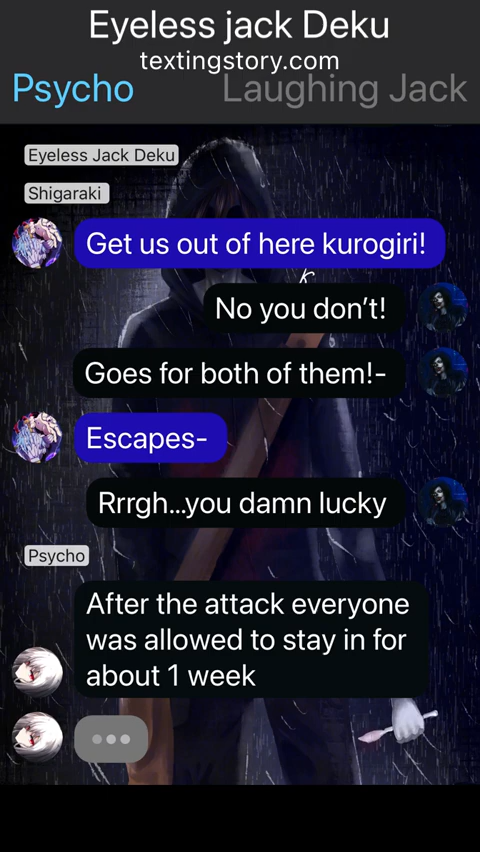 Eyeless jack Deku
textingstory.com
Psycho
Laughing Jack
Eyeless Jack Deku
Shigaraki
Get us out of here kurogiri!
No you don't!
Goes for both of them!-
Escapes-
Rrrgh...you damn lucky
Psycho
After the attack everyone
was allowed to stay in for
about 1 week